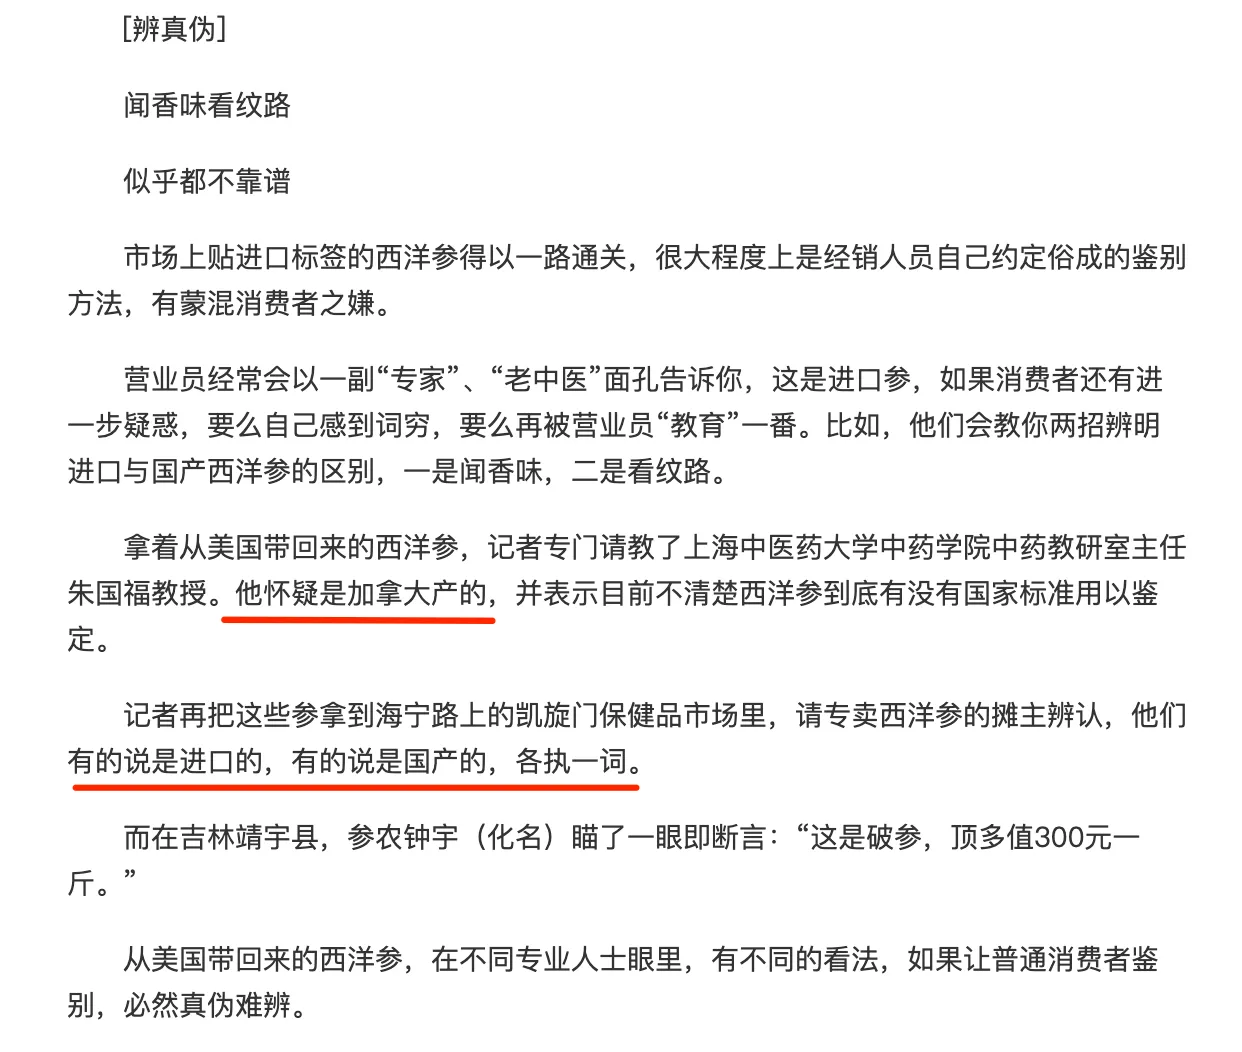 [辨真伪]
闻香味看纹路
似乎都不靠谱
市场上贴进口标签的西洋参得以一路通关，很大程度上是经销人员自己约定俗成的鉴别
方法，有蒙混消费者之嫌。
营业员经常会以一副“专家”、“老中医”面孔告诉你，这是进口参，如果消费者还有进
一步疑惑，要么自己感到词穷，要么再被营业员“教育”一番。比如，他们会教你两招辨明
进口与国产西洋参的区别，一是闻香味，二是看纹路。
拿着从美国带回来的西洋参，记者专门请教了上海中医药大学中药学院中药教研室主任
朱国福教授。他怀疑是加拿大产的，并表示目前不清楚西洋参到底有没有国家标准用以鉴
定。
记者再把这些参拿到海宁路上的凯旋门保健品市场里，请专卖西洋参的摊主辨认，他们
有的说是进口的，有的说是国产的，各执一词。
而在吉林靖宇县，参农钟宇（化名）瞄了一眼即断言：“这是破参，顶多值300元一
斤。”
从美国带回来的西洋参，在不同专业人士眼里，有不同的看法，如果让普通消费者鉴
别，必然真伪难辨。